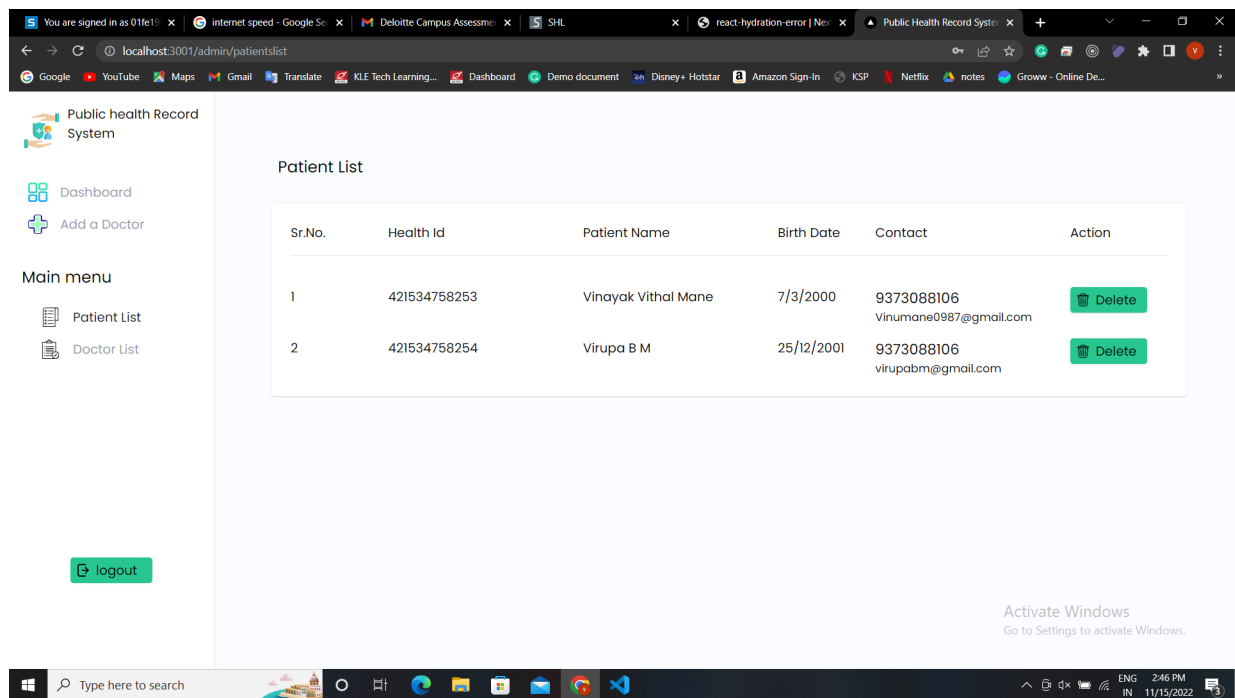 You are signed in as 01fe19
internet speed - Google Se
Deloitte Campus Assessme
SHL
react-hydration-error | Nex
Public Health Record Syste
localhost:3001/admin/patientslist
Google YouTube Maps Gmail Translate KLE Tech Learning... Dashboard Demo document Disney+ Hotstar Amazon Sign-In KSP Netflix notes Groww - Online De... »
Public health Record
System
Dashboard
Add a Doctor
Main menu
Patient List
Doctor List
logout
Patient List
Sr.No. Health Id Patient Name Birth Date Contact Action
1 421534758253 Vinayak Vithal Mane 7/3/2000 9373088106 Delete
Vinumane0987@gmail.com
2 421534758254 Virupa B M 25/12/2001 9373088106 Delete
virupabm@gmail.com
Activate Windows
Go to Settings to activate Windows.
Type here to search
ENG 2:46 PM
IN 11/15/2022 3